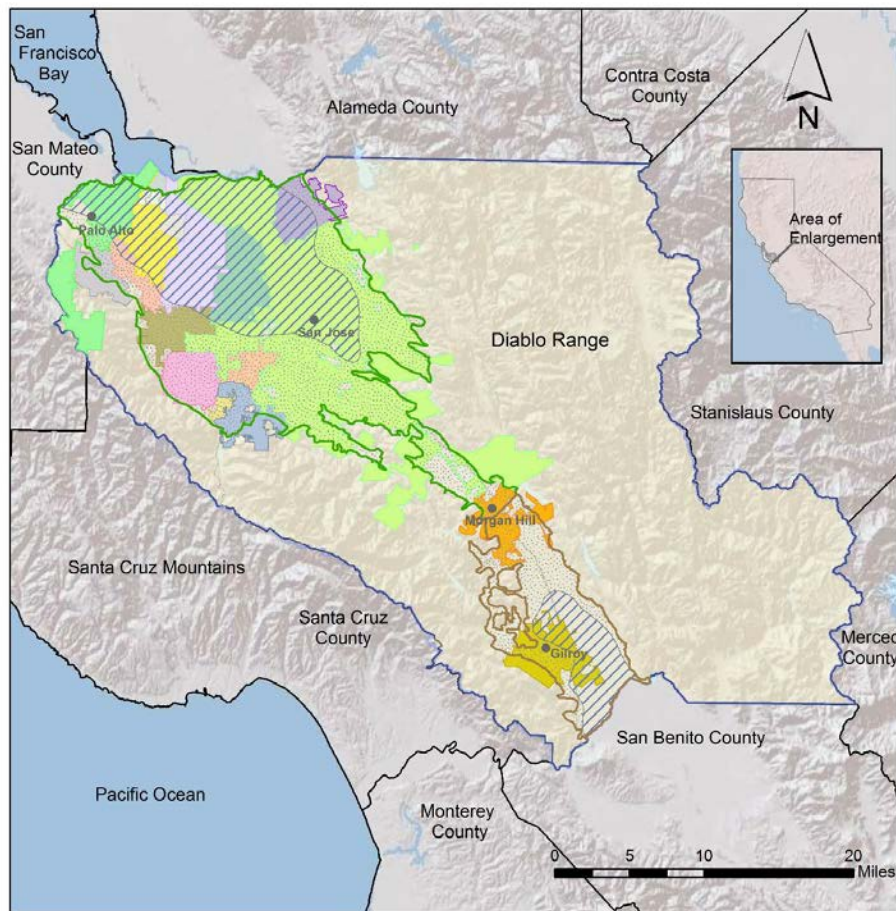 San
Francisco
Bay
Contra Costa
County
Alameda County
N
San Mateo
County
Area of
Enlargement
Palo Alto
San Jose
Diablo Range
Stanislaus County
Morgan Hill
Santa Cruz Mountains
Santa Cruz
County
Merced
County
Gilroy
San Benito County
Pacific Ocean
Monterey
County
0 5 10 20
Miles